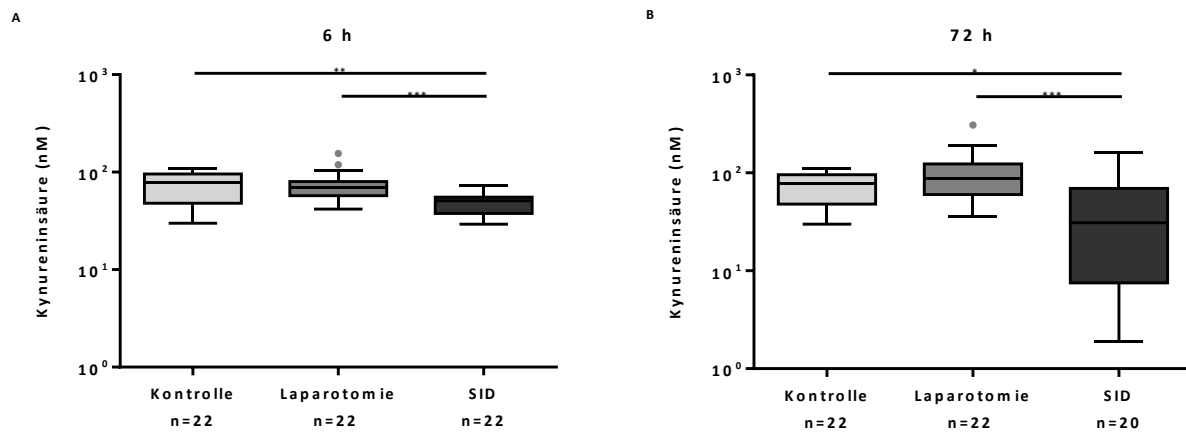 A
6 h
**
***
10³
10²
10¹
10⁰
Kynureninsäure (nM)
Kontrolle
Laparotomie
SID
n=22
n=22
n=22
B
72 h
*
***
10³
10²
10¹
10⁰
Kynureninsäure (nM)
Kontrolle
Laparotomie
SID
n=22
n=22
n=20